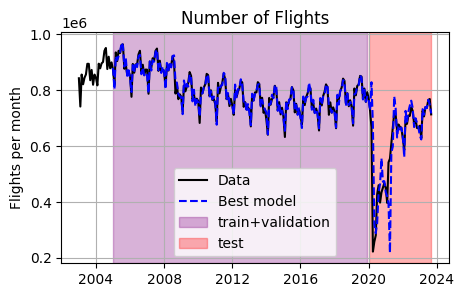 Number of Flights
1e6
Flights per month
1.0
0.8
0.6
0.4
0.2
Data
Best model
train+validation
test
2004
2008
2012
2016
2020
2024